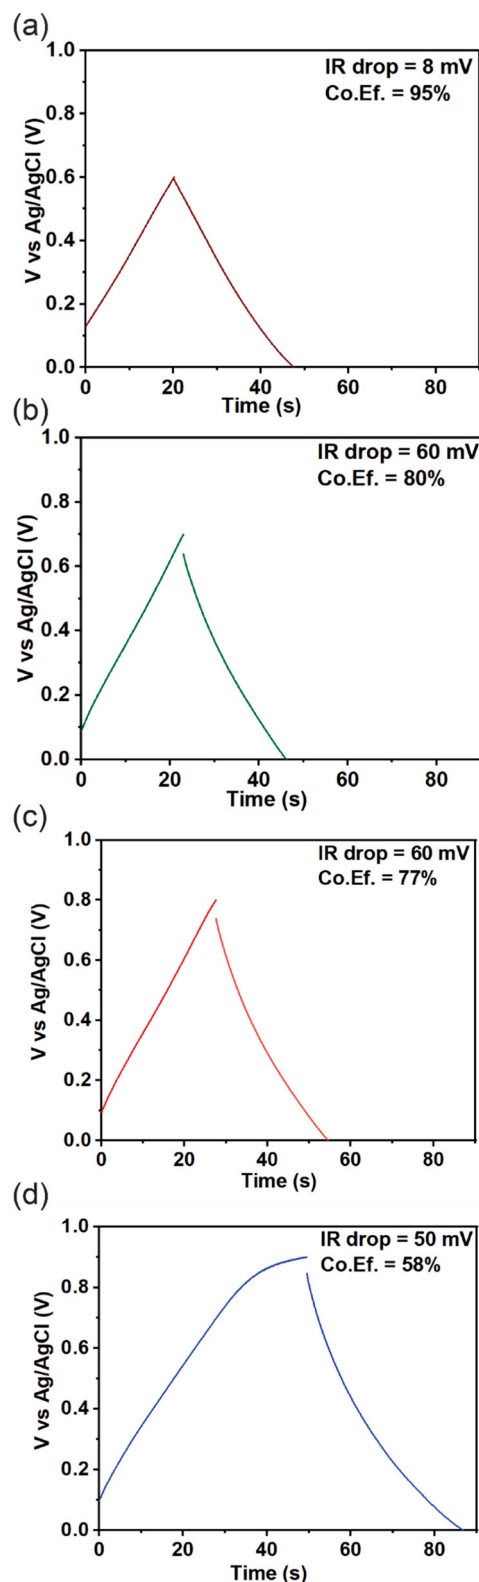 (a)
IR drop = 8 mV
Co.Ef. = 95%
V vs Ag/AgCl (V)
1.0
0.8
0.6
0.4
0.2
0.0
0 20 40 60 80
Time (s)
(b)
IR drop = 60 mV
Co.Ef. = 80%
V vs Ag/AgCl (V)
1.0
0.8
0.6
0.4
0.2
0.0
0 20 40 60 80
Time (s)
(c)
IR drop = 60 mV
Co.Ef. = 77%
V vs Ag/AgCl (V)
1.0
0.8
0.6
0.4
0.2
0.0
0 20 40 60 80
Time (s)
(d)
IR drop = 50 mV
Co.Ef. = 58%
V vs Ag/AgCl (V)
1.0
0.8
0.6
0.4
0.2
0.0
0 20 40 60 80
Time (s)